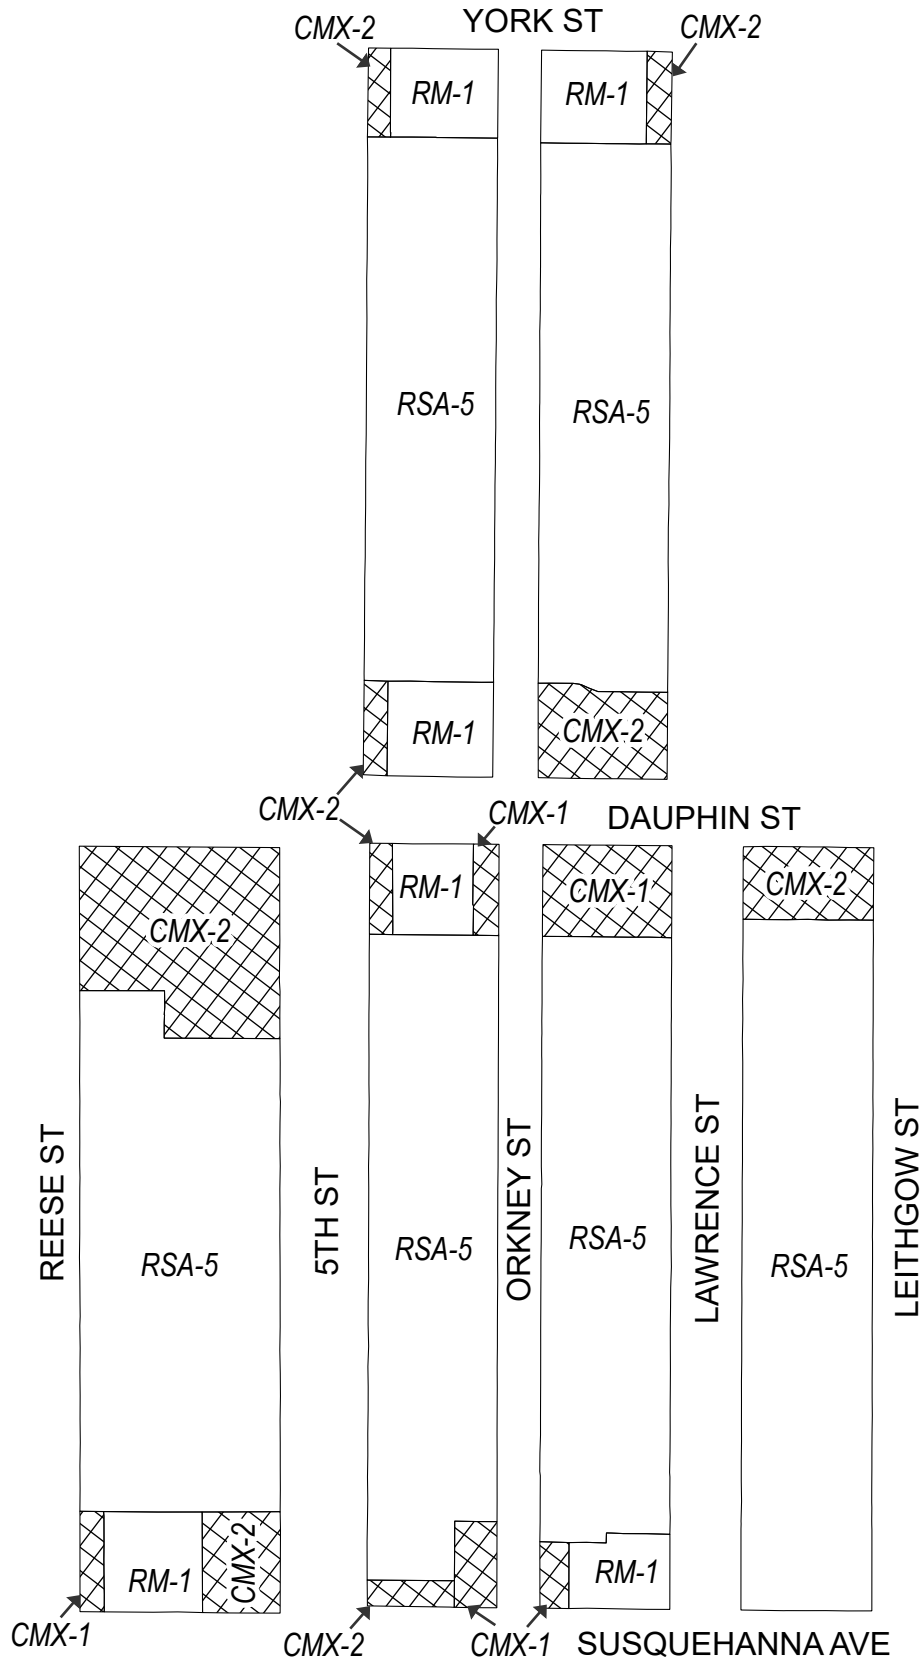 YORK ST
CMX-2
CMX-2
RM-1
RM-1
RSA-5
RSA-5
RM-1
CMX-2
CMX-2
CMX-1
DAUPHIN ST
RM-1
CMX-1
CMX-2
CMX-2
REESE ST
5TH ST
ORKNEY ST
LAWRENCE ST
LEITHGOW ST
RSA-5
RSA-5
RSA-5
RSA-5
RM-1
CMX-2
RM-1
CMX-1
CMX-2
CMX-1
SUSQUEHANNA AVE